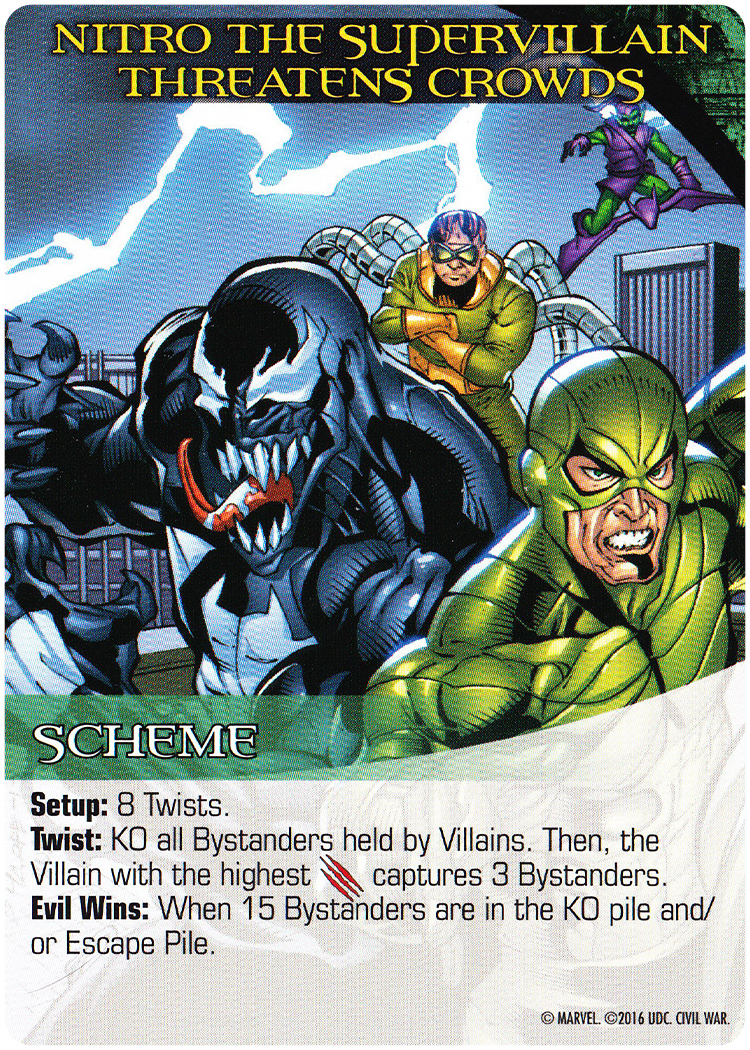 NITRO THE SUPERVILLAIN
THREATENS CROWDS
SCHEME
Setup: 8 Twists.
Twist: KO all Bystanders held by Villains. Then, the
Villain with the highest captures 3 Bystanders.
Evil Wins: When 15 Bystanders are in the KO pile and/
or Escape Pile.
© MARVEL. ©2016 UDC. CIVIL WAR.